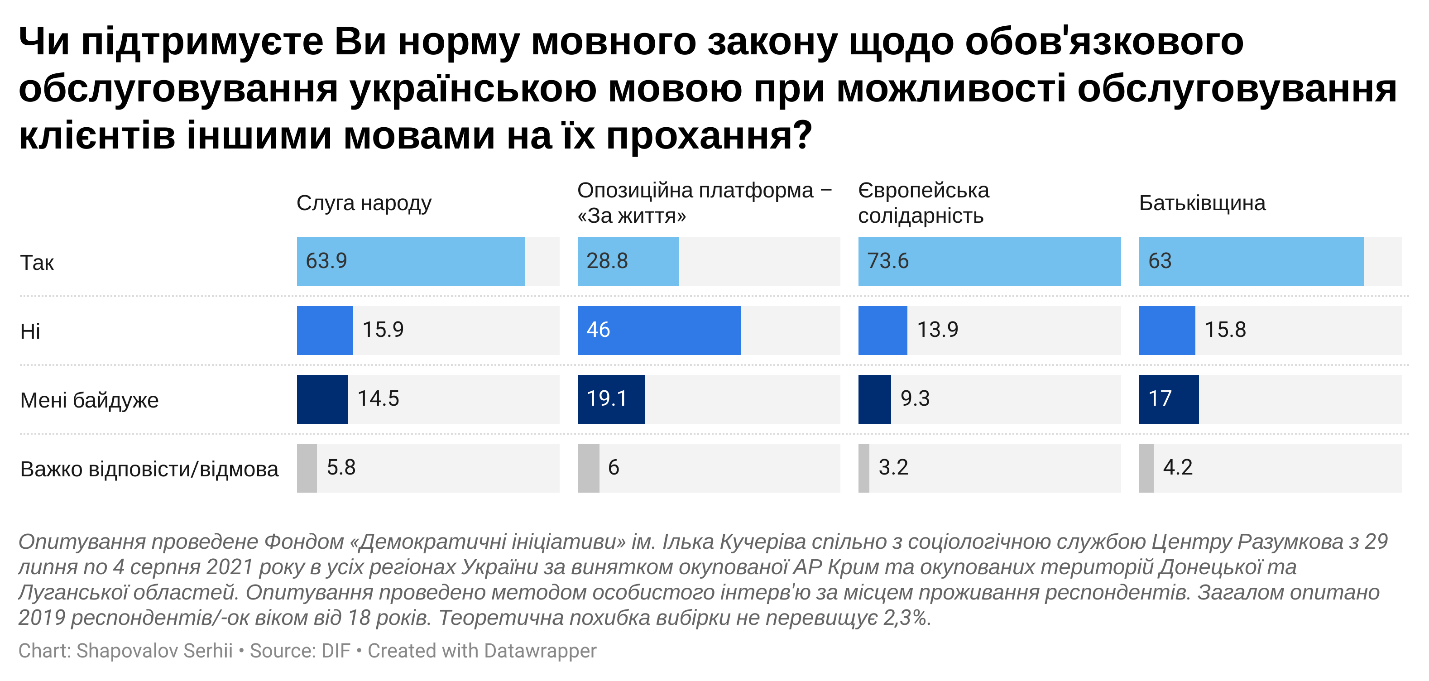 Чи підтримуєте Ви норму мовного закону щодо обов'язкового
обслуговування українською мовою при можливості обслуговування
клієнтів іншими мовами на їх прохання?
Слуга народу
Опозиційна платформа –
«За життя»
Європейська
солідарність
Батьківщина
Так 63.9 28.8 73.6 63
Ні 15.9 46 13.9 15.8
Мені байдуже 14.5 19.1 9.3 17
Важко відповісти/відмова 5.8 6 3.2 4.2
Опитування проведене Фондом «Демократичні ініціативи» ім. Ілька Кучеріва спільно з соціологічною службою Центру Разумкова з 29
липня по 4 серпня 2021 року в усіх регіонах України за винятком окупованої АР Крим та окупованих територій Донецької та
Луганської областей. Опитування проведено методом особистого інтерв'ю за місцем проживання респондентів. Загалом опитано
2019 респондентів/-ок віком від 18 років. Теоретична похибка вибірки не перевищує 2,3%.
Chart: Shapovalov Serhii • Source: DIF • Created with Datawrapper